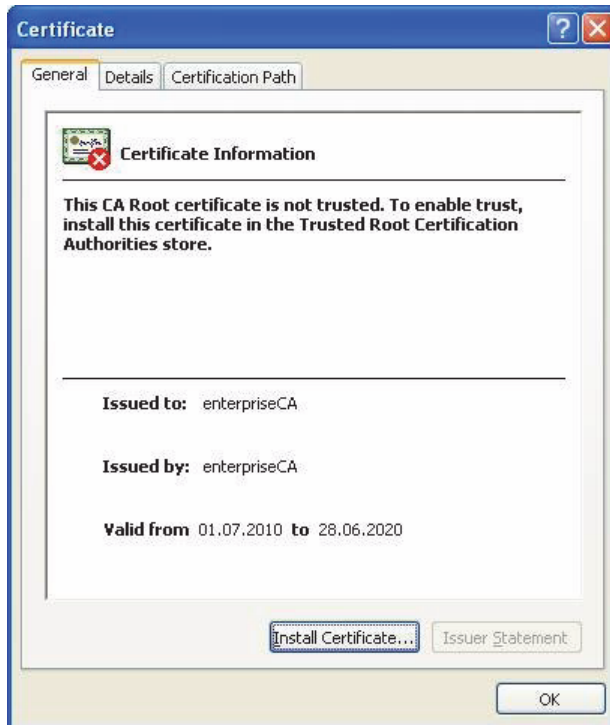 Certificate
General
Details
Certification Path
Certificate Information
This CA Root certificate is not trusted. To enable trust,
install this certificate in the Trusted Root Certification
Authorities store.
Issued to: enterpriseCA
Issued by: enterpriseCA
Valid from 01.07.2010 to 28.06.2020
Install Certificate...
Issuer Statement
OK